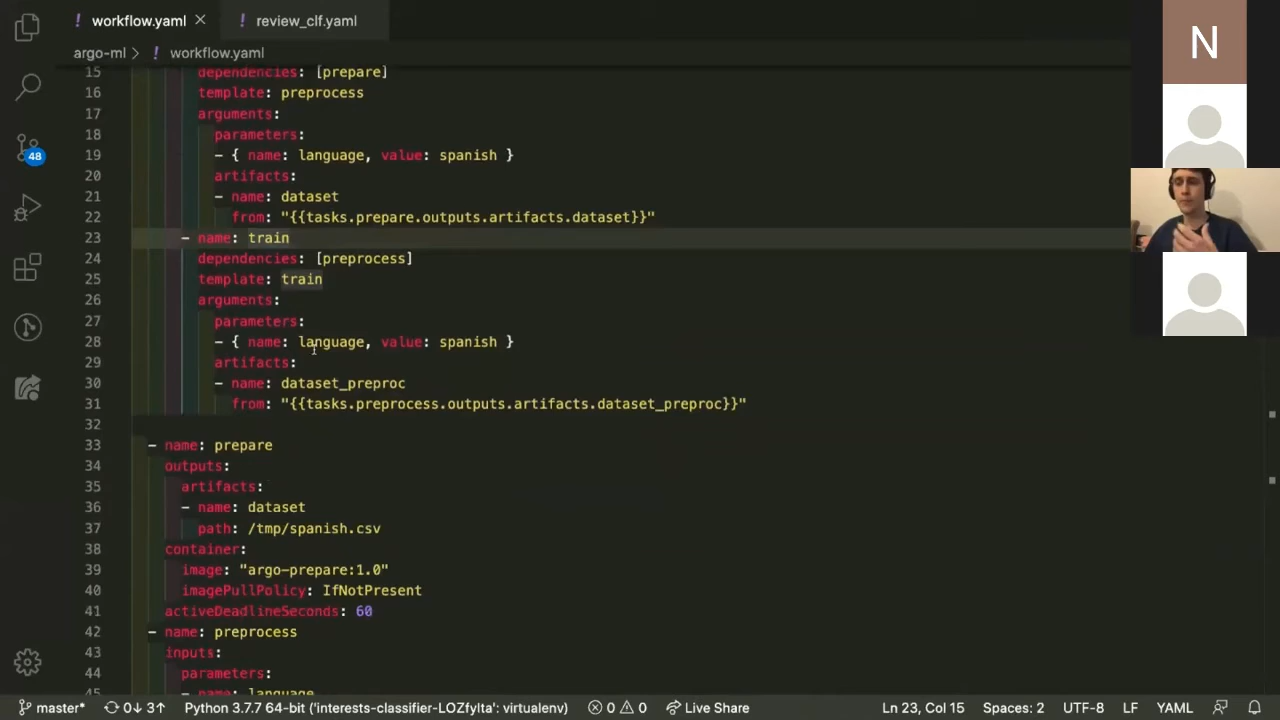 workflow.yaml
review_clf.yaml
argo-ml > ! workflow.yaml
15 dependencies: [prepare]
16 template: preprocess
17 arguments:
18 parameters:
19 - { name: language, value: spanish }
20 artifacts:
21 - name: dataset
22 from: "{{tasks.prepare.outputs.artifacts.dataset}}"
23 - name: train
24 dependencies: [preprocess]
25 template: train
26 arguments:
27 parameters:
28 - { name: language, value: spanish }
29 artifacts:
30 - name: dataset_preproc
31 from: "{{tasks.preprocess.outputs.artifacts.dataset_preproc}}"
32
33 - name: prepare
34 outputs:
35 artifacts:
36 - name: dataset
37 path: /tmp/spanish.csv
38 container:
39 image: "argo-prepare:1.0"
40 imagePullPolicy: IfNotPresent
41 activeDeadlineSeconds: 60
42 - name: preprocess
43 inputs:
44 parameters:
45 - name: language
48
N
master* 0↓ 3↑ Python 3.7.7 64-bit ('interests-classifier-LOZfylta': virtualenv) 0 0 Live Share Ln 23, Col 15 Spaces: 2 UTF-8 LF YAML